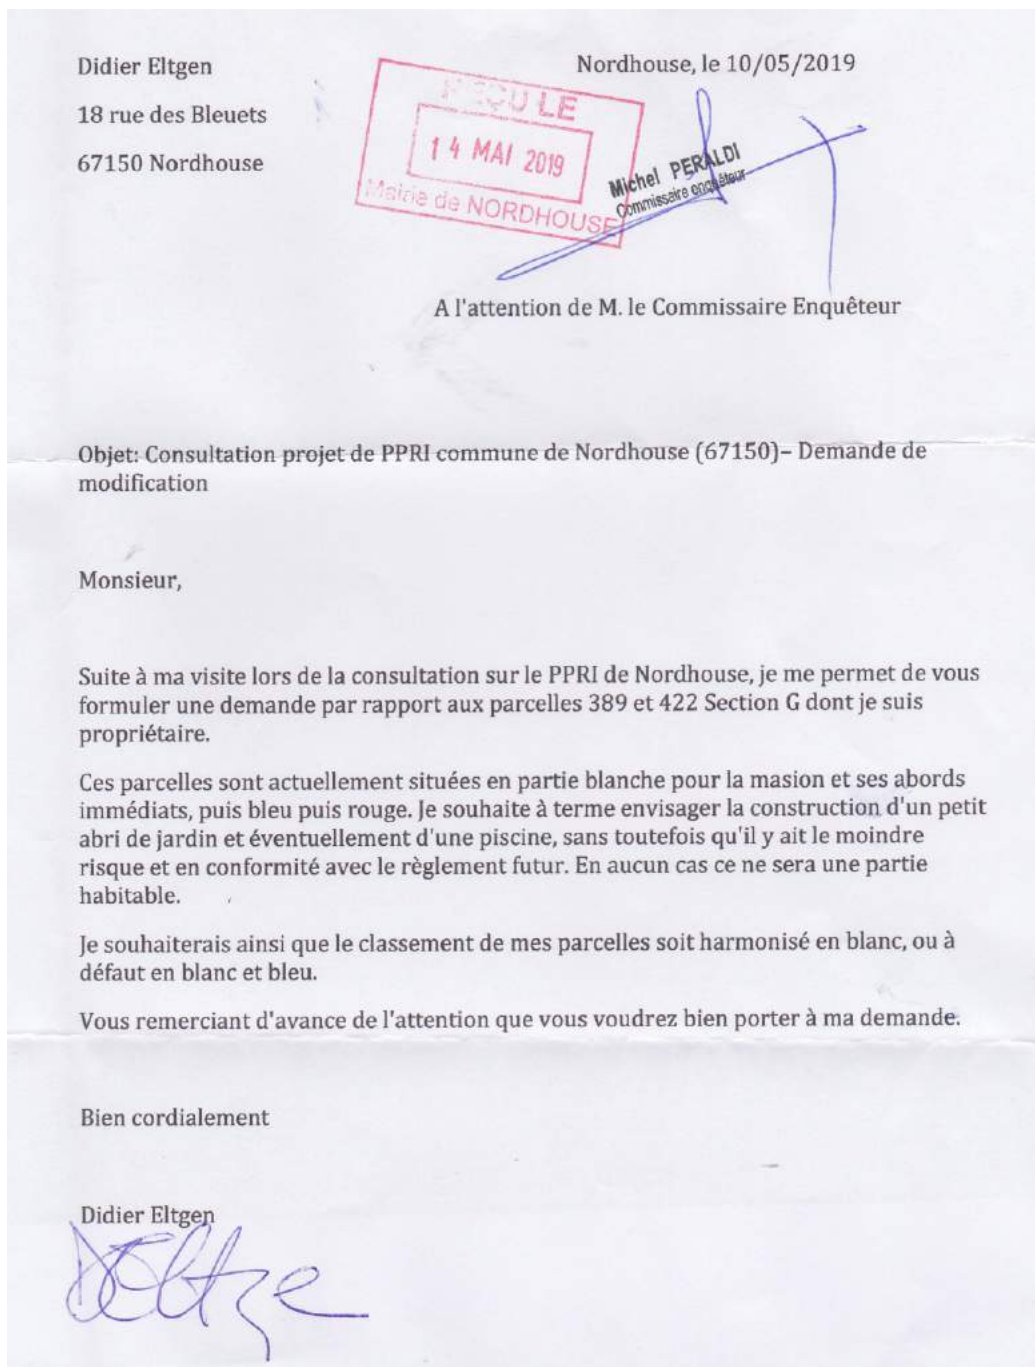 Didier Eltgen
18 rue des Bleuets
67150 Nordhouse
Nordhouse, le 10/05/2019
REÇU LE
14 MAI 2019
Mairie de NORDHOUSE
Michel PERALDI
Commissaire enquêteur
A l'attention de M. le Commissaire Enquêteur
Objet: Consultation projet de PPRI commune de Nordhouse (67150)– Demande de
modification
Monsieur,
Suite à ma visite lors de la consultation sur le PPRI de Nordhouse, je me permet de vous
formuler une demande par rapport aux parcelles 389 et 422 Section G dont je suis
propriétaire.
Ces parcelles sont actuellement situées en partie blanche pour la masion et ses abords
immédiats, puis bleu puis rouge. Je souhaite à terme envisager la construction d'un petit
abri de jardin et éventuellement d'une piscine, sans toutefois qu'il y ait le moindre
risque et en conformité avec le règlement futur. En aucun cas ce ne sera une partie
habitable.
Je souhaiterais ainsi que le classement de mes parcelles soit harmonisé en blanc, ou à
défaut en blanc et bleu.
Vous remerciant d'avance de l'attention que vous voudrez bien porter à ma demande.
Bien cordialement
Didier Eltgen